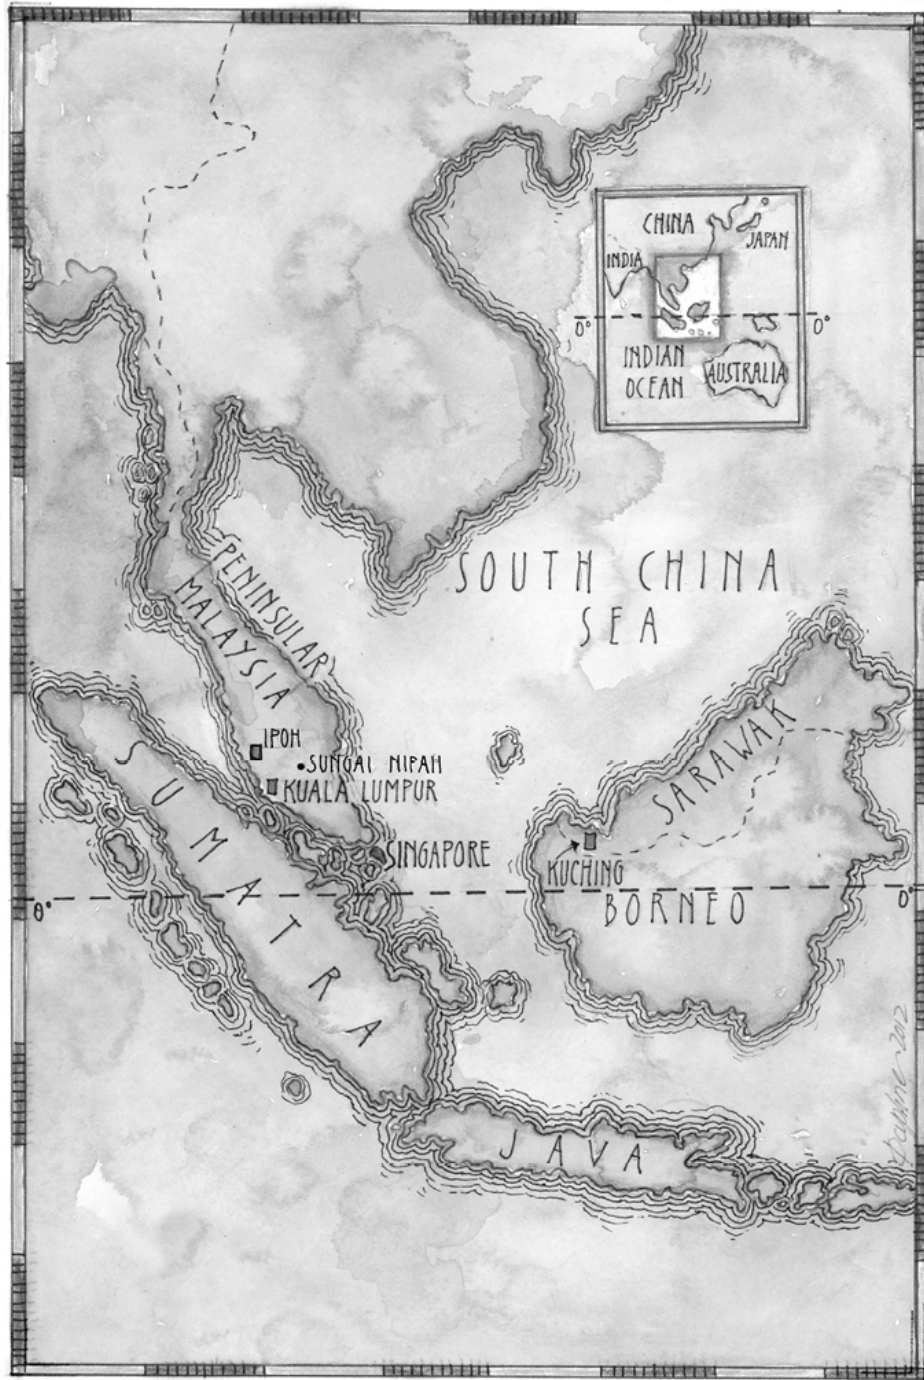 CHINA
JAPAN
INDIA
0°
0°
INDIAN
OCEAN
AUSTRALIA
SOUTH CHINA
SEA
PENINSULAR
MALAYSIA
IPOH
SUNGAI NIPAH
KUALA LUMPUR
SINGAPORE
SUMATRA
SARAWAK
KUCHING
0°
0°
BORNEO
JAVA
2012